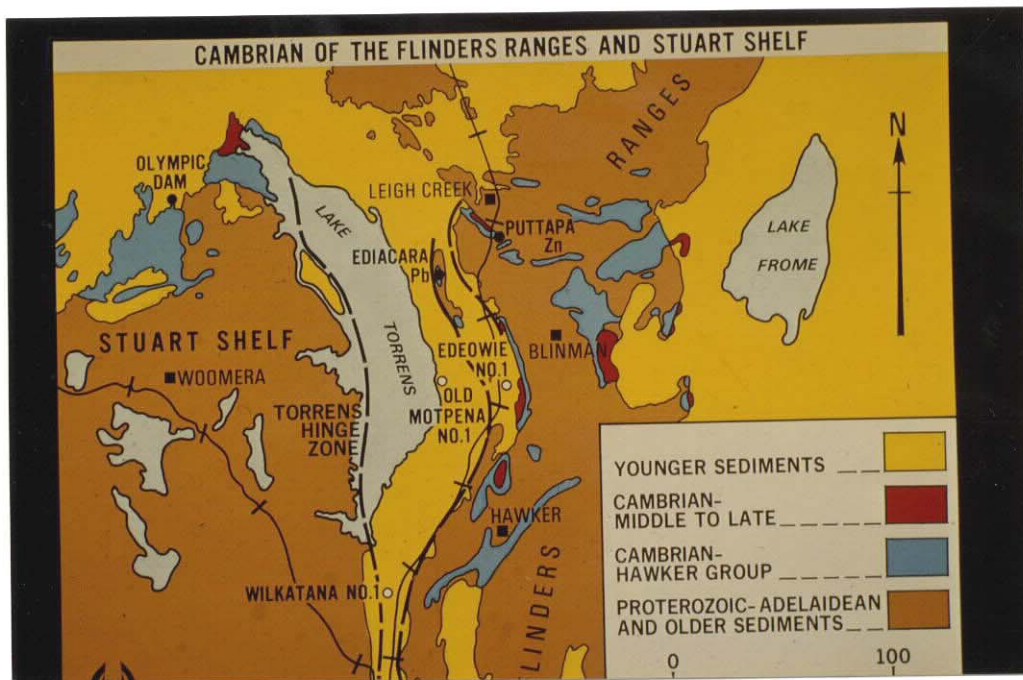 CAMBRIAN OF THE FLINDERS RANGES AND STUART SHELF
RANGES
N
OLYMPIC
DAM
LEIGH CREEK
LAKE
TORRENS
PUTTAPA
Zn
EDIACARA
Pb
LAKE
FROME
STUART SHELF
WOOMERA
EDEOWIE
NO.1
BLINMAN
OLD
MOTPENA
NO.1
TORRENS
HINGE
ZONE
HAWKER
WILKATANA NO.1
LINDERS
YOUNGER SEDIMENTS
CAMBRIAN-
MIDDLE TO LATE
CAMBRIAN-
HAWKER GROUP
PROTEROZOIC-ADELAIDEAN
AND OLDER SEDIMENTS
0 100